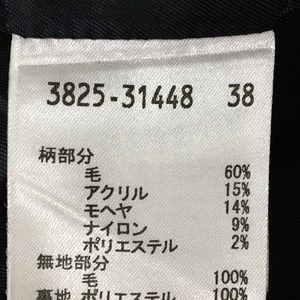 3825-31448 38
柄部分
毛 60%
アクリル 15%
モヘヤ 14%
ナイロン 9%
ポリエステル 2%
無地部分
毛 100%
裏地 ポリエステル 100%